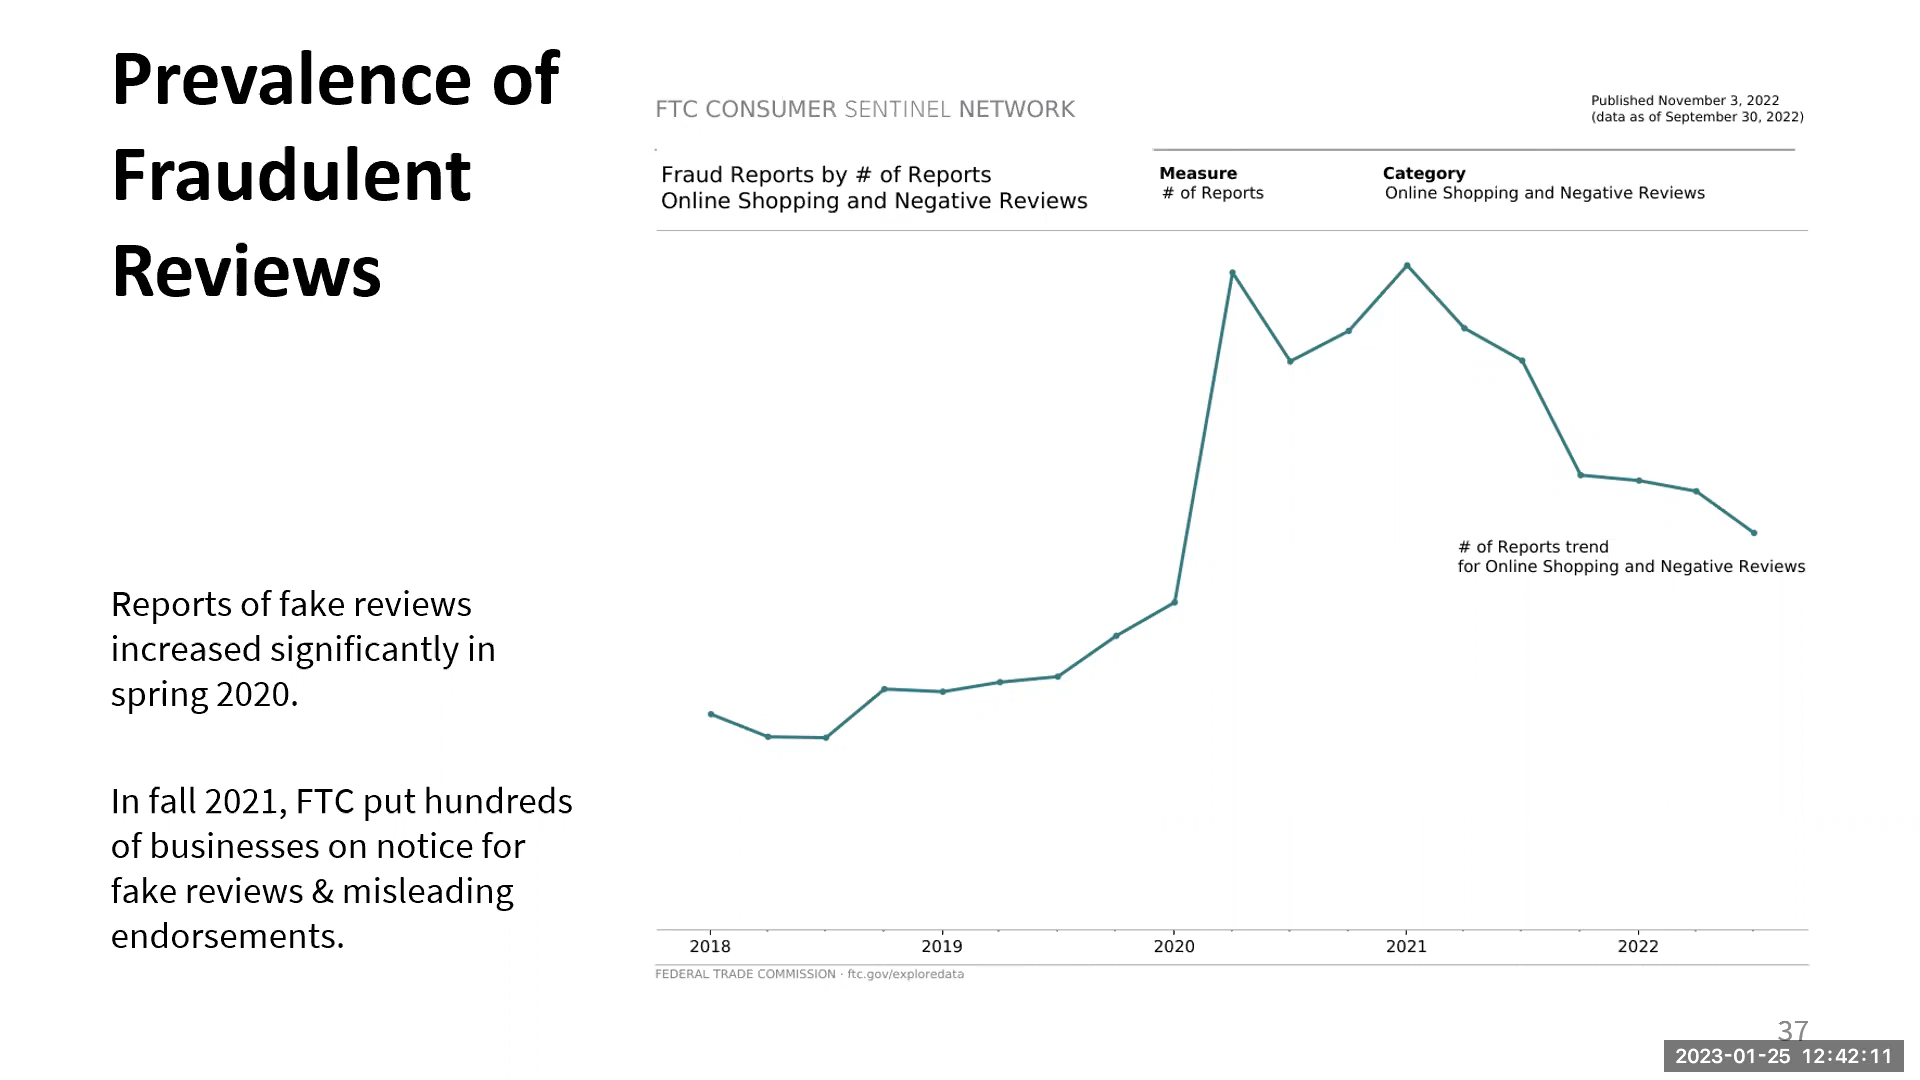 Prevalence of
Fraudulent
Reviews
Reports of fake reviews
increased significantly in
spring 2020.
In fall 2021, FTC put hundreds
of businesses on notice for
fake reviews & misleading
endorsements.
FTC CONSUMER SENTINEL NETWORK
Published November 3, 2022
(data as of September 30, 2022)
Fraud Reports by # of Reports
Online Shopping and Negative Reviews
Measure
# of Reports
Category
Online Shopping and Negative Reviews
# of Reports trend
for Online Shopping and Negative Reviews
2018 2019 2020 2021 2022
FEDERAL TRADE COMMISSION · ftc.gov/exploredata
37
2023-01-25 12:42:11